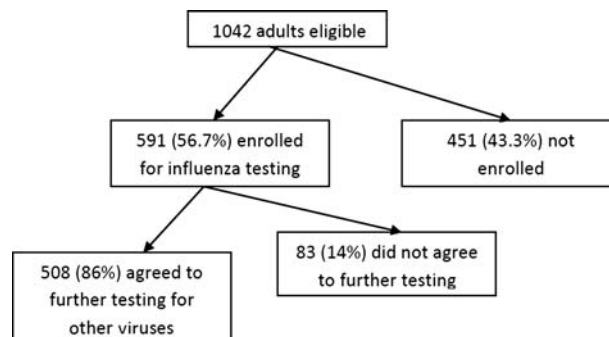 1042 adults eligible
591 (56.7%) enrolled
for influenza testing
451 (43.3%) not
enrolled
83 (14%) did not agree
to further testing
508 (86%) agreed to
further testing for
other viruses